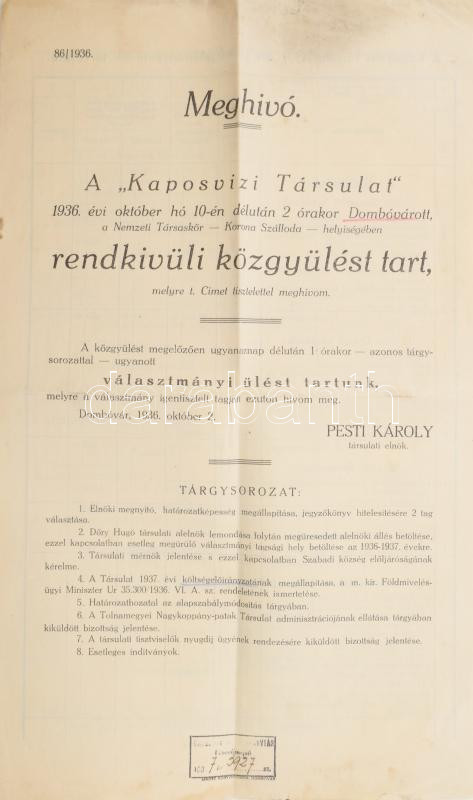 86/1936.
Meghivó.
A „Kaposvizi Társulat"
1936. évi október hó 10-én délután 2 órakor Dombóvárott,
a Nemzeti Társaskör — Korona Szálloda — helyiségében
rendkivüli közgyülést tart,
melyre t. Cimet tisztelettel meghivom.
A közgyülést megelőzően ugyanaznap délután 1 órakor — azonos tárgy-
sorozattal — ugyanott
választmányi ülést tartunk,
melyre a választmány igentisztelt tagjait ezuton hivom meg.
Dombóvár, 1936. október 2.
PESTI KÁROLY
társulati elnök.
TÁRGYSOROZAT:
1. Elnöki megnyitó, határozatképesség megállapítása, jegyzőkönyv hitelesítésére 2 tag
választása.
2. Dőry Hugó társulati alelnök lemondása folytán megüresedett alelnöki állás betöltése,
ezzel kapcsolatban esetleg megürülő választmányi tagsági hely betöltése az 1936-1937. évekre.
3. Társulati mérnök jelentése s ezzel kapcsolatban Szabadi község elöljáróságának
kérelme.
4. A Társulat 1937. évi költségelőirányzatának megállapítása, a m. kir. Földmivelés-
ügyi Miniszter Ur 35.300/1936. VI. A. sz. rendeletének ismertetése.
5. Határozathozatal az alapszabálymódosítás tárgyában.
6. A Tolnamegyei Nagykoppány-patak Társulat adminisztrációjának ellátása tárgyában
kiküldött bizottság jelentése.
7. A társulati tisztviselők nyugdij ügyének rendezésére kiküldött bizottság jelentése.
8. Esetleges inditványok.
7. 3927
darabanth